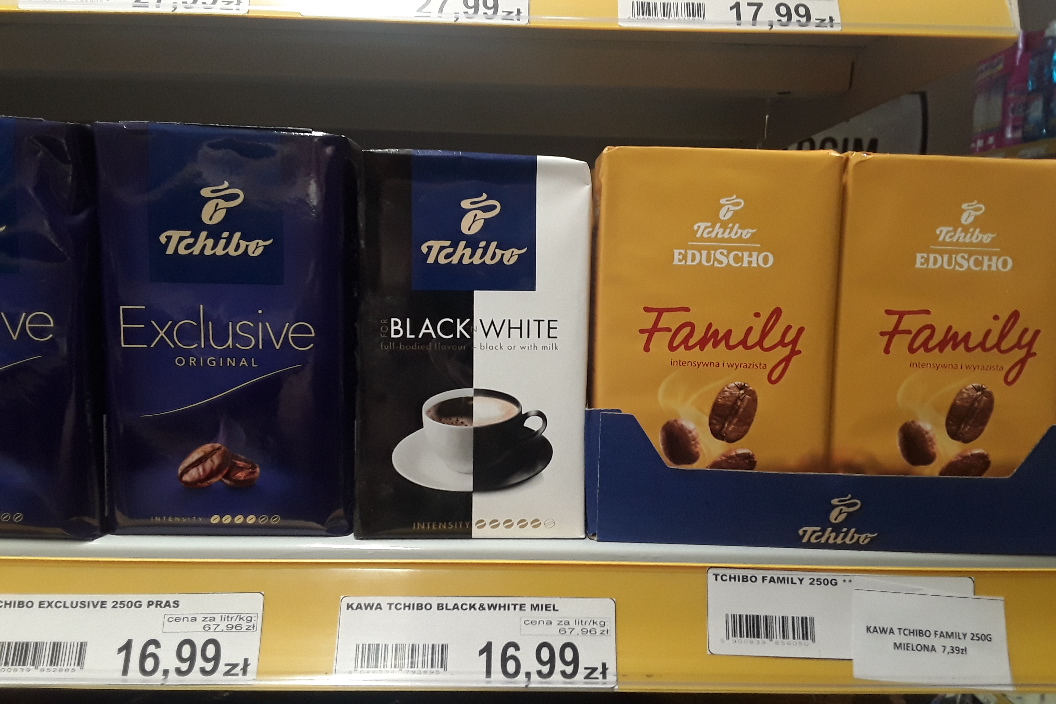 27,99zł
27,99zł
17,99zł
ve
Tchibo
Exclusive
ORIGINAL
INTENSITY
Tchibo
FOR
BLACK'N WHITE
full-bodied flavour - black or with milk
INTENSITY
Tchibo
EDUSCHO
Family
intensywna i wyrazista
Tchibo
EDUSCHO
Family
intensywna i wyrazista
Tchibo
CHIBO EXCLUSIVE 250G PRAS
cena za litr/kg:
67,96zł
16,99zł
KAWA TCHIBO BLACK&WHITE MIEL
cena za litr/kg:
67,96zł
16,99zł
TCHIBO FAMILY 250G **
KAWA TCHIBO FAMILY 250G
MIELONA 7,39zł